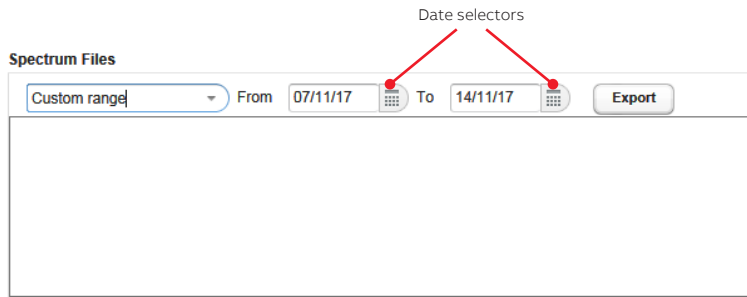 Date selectors
Spectrum Files
Custom range From 07/11/17 To 14/11/17 Export